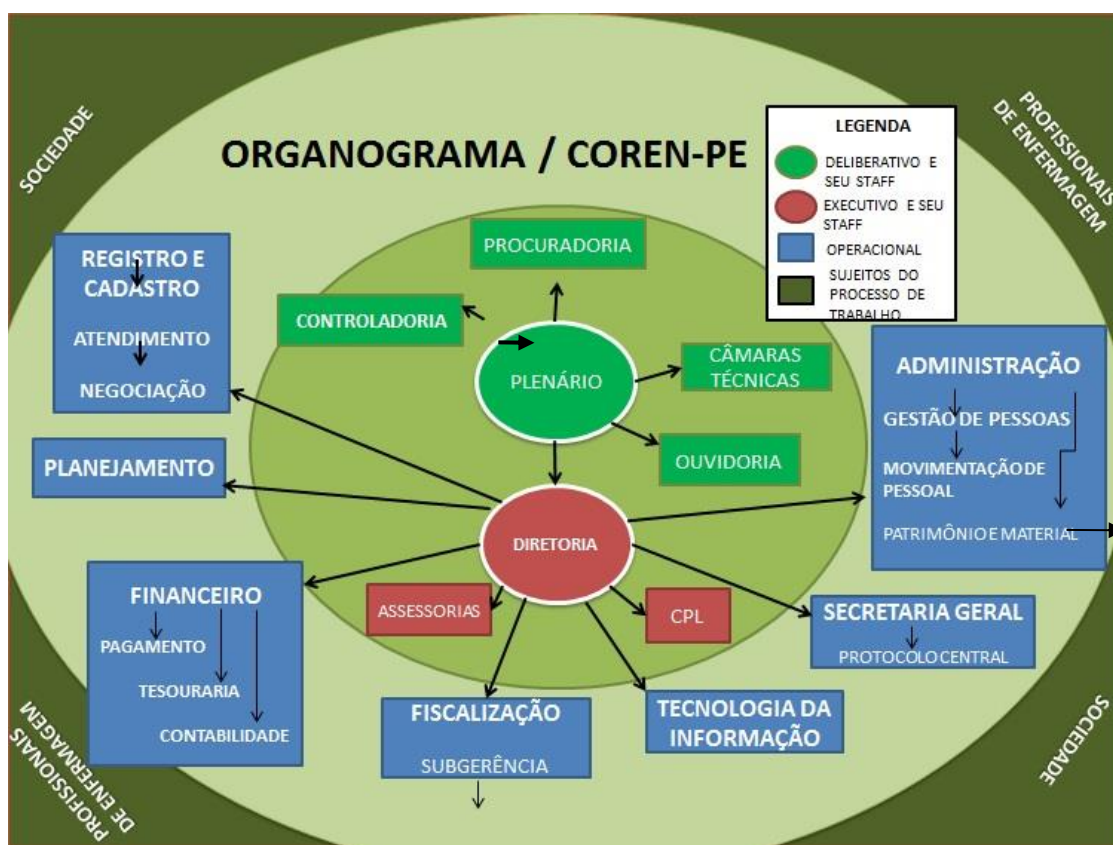 SOCIEDADE
PROFISSIONAIS
DE ENFERMAGEM
ORGANOGRAMA / COREN-PE
LEGENDA
DELIBERATIVO E
SEU STAFF
EXECUTIVO E SEU
STAFF
OPERACIONAL
SUJEITOS DO
PROCESSO DE
TRABALHO
PROCURADORIA
REGISTRO E
CADASTRO
ATENDIMENTO
NEGOCIAÇÃO
CONTROLADORIA
PLENÁRIO
CÂMARAS
TÉCNICAS
OUVIDORIA
ADMINISTRAÇÃO
GESTÃO DE PESSOAS
MOVIMENTAÇÃO DE
PESSOAL
PATRIMÔNIO E MATERIAL
PLANEJAMENTO
DIRETORIA
FINANCEIRO
PAGAMENTO
TESOURARIA
CONTABILIDADE
ASSESSORIAS
CPL
SECRETARIA GERAL
PROTOCOLO CENTRAL
FISCALIZAÇÃO
SUBGERÊNCIA
TECNOLOGIA DA
INFORMAÇÃO
PROFISSIONAIS
DE ENFERMAGEM
SOCIEDADE